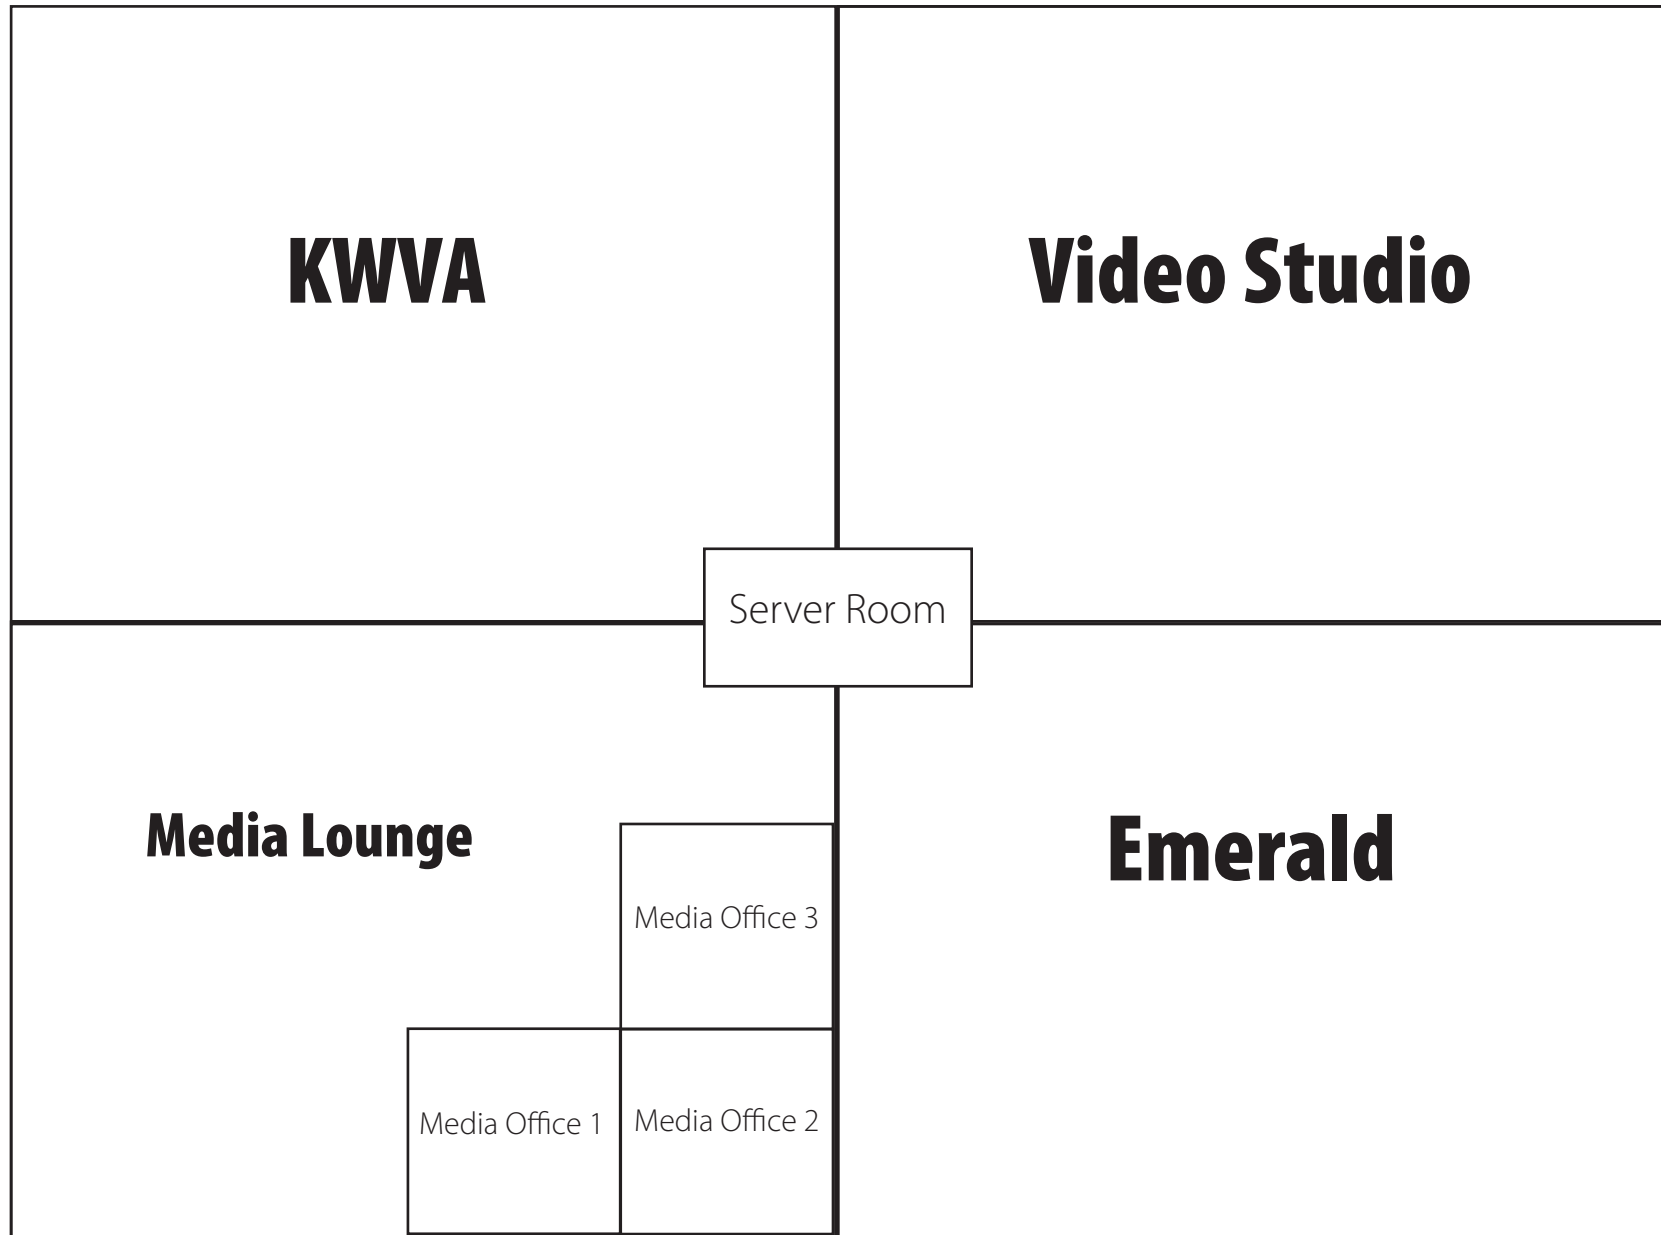 KWVA
Video Studio
Server Room
Media Lounge
Emerald
Media Office 3
Media Office 1
Media Office 2